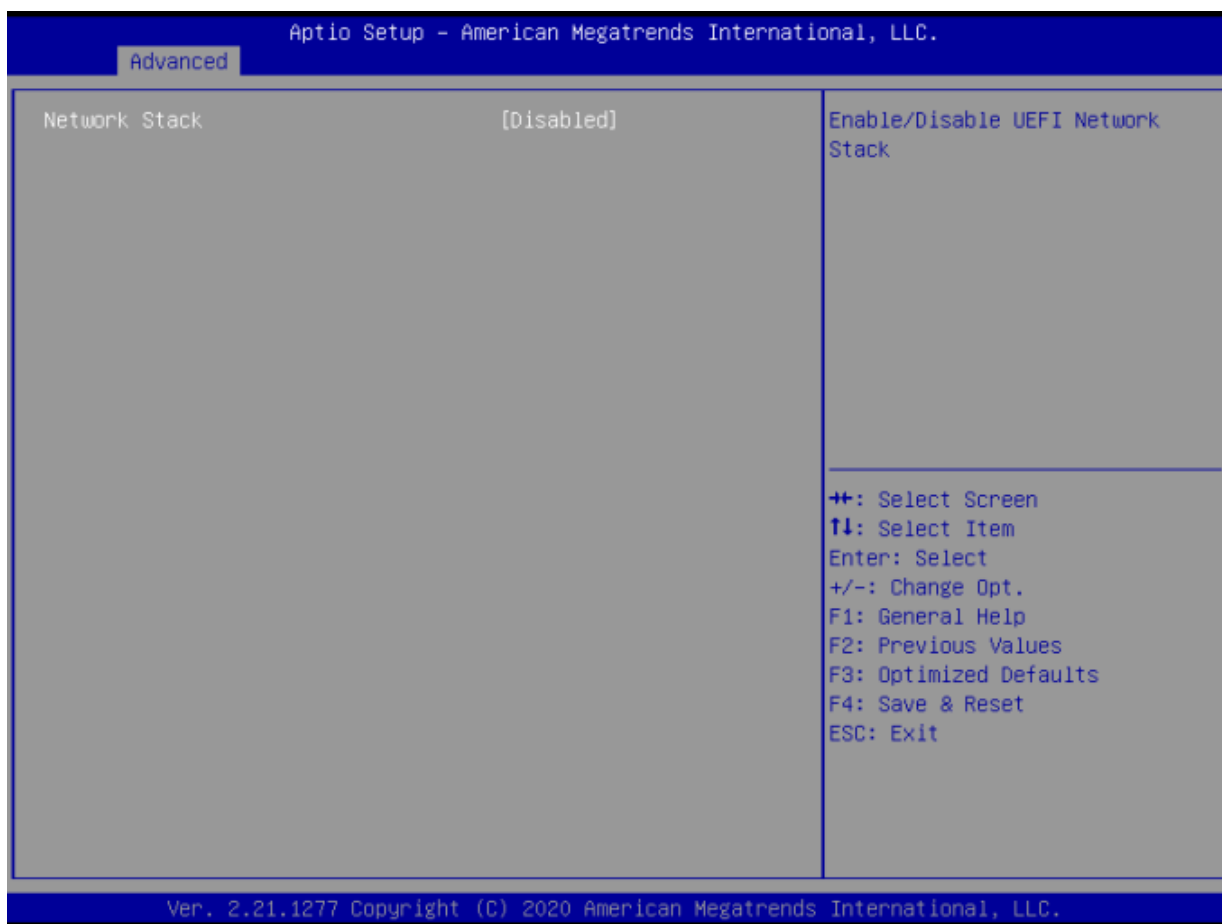 Aptio Setup – American Megatrends International, LLC.
Advanced
Network Stack [Disabled]
Enable/Disable UEFI Network
Stack
→←: Select Screen
↑↓: Select Item
Enter: Select
+/-: Change Opt.
F1: General Help
F2: Previous Values
F3: Optimized Defaults
F4: Save & Reset
ESC: Exit
Ver. 2.21.1277 Copyright (C) 2020 American Megatrends International, LLC.